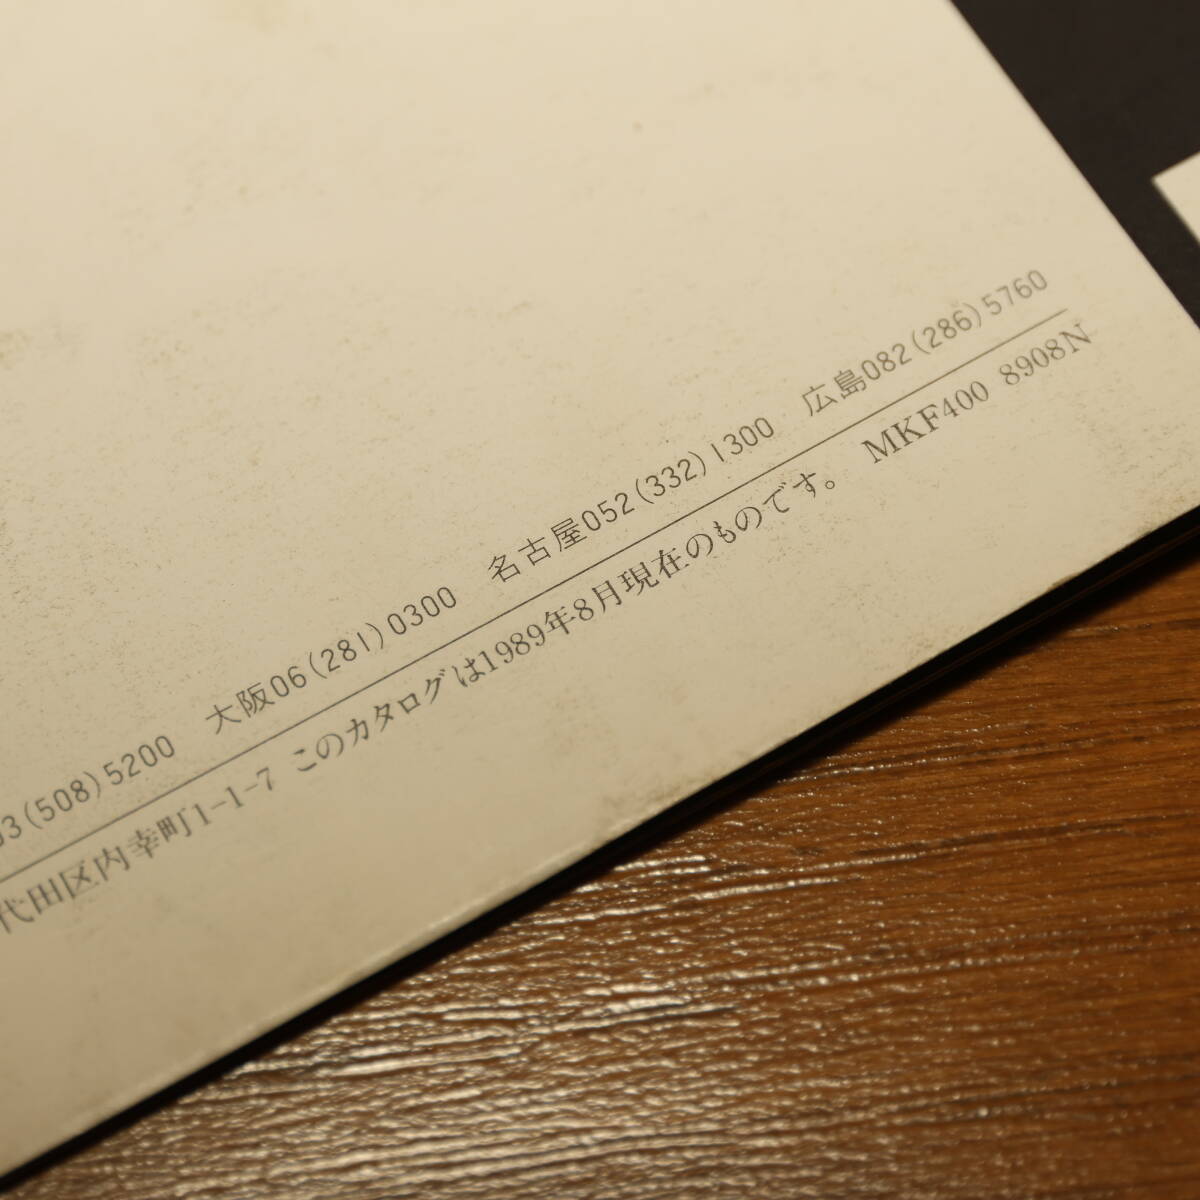 03(508)5200 大阪06(281)0300 名古屋052(332)1300 広島082(286)5760
代田区内幸町1-1-7 このカタログは1989年8月現在のものです。 MKF400 8908N